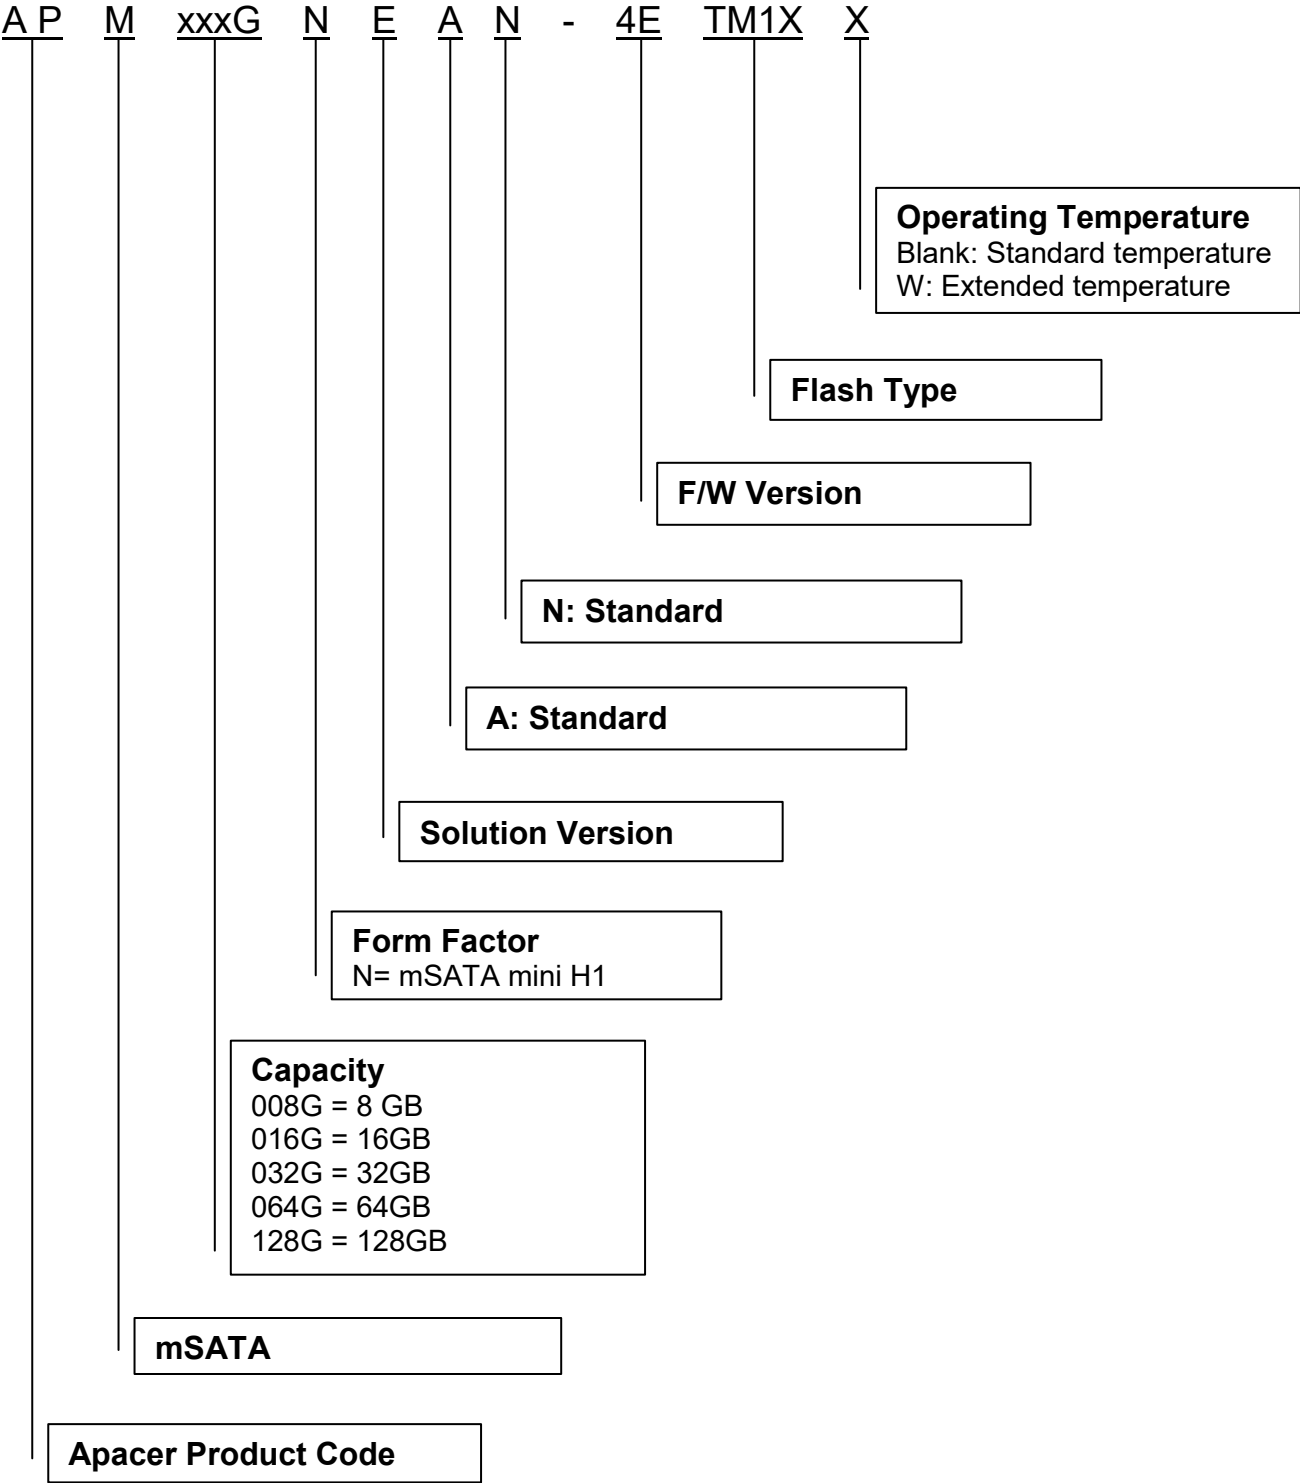 A P M xxxG N E A N - 4E TM1X X
Operating Temperature
Blank: Standard temperature
W: Extended temperature
Flash Type
F/W Version
N: Standard
A: Standard
Solution Version
Form Factor
N= mSATA mini H1
Capacity
008G = 8 GB
016G = 16GB
032G = 32GB
064G = 64GB
128G = 128GB
mSATA
Apacer Product Code